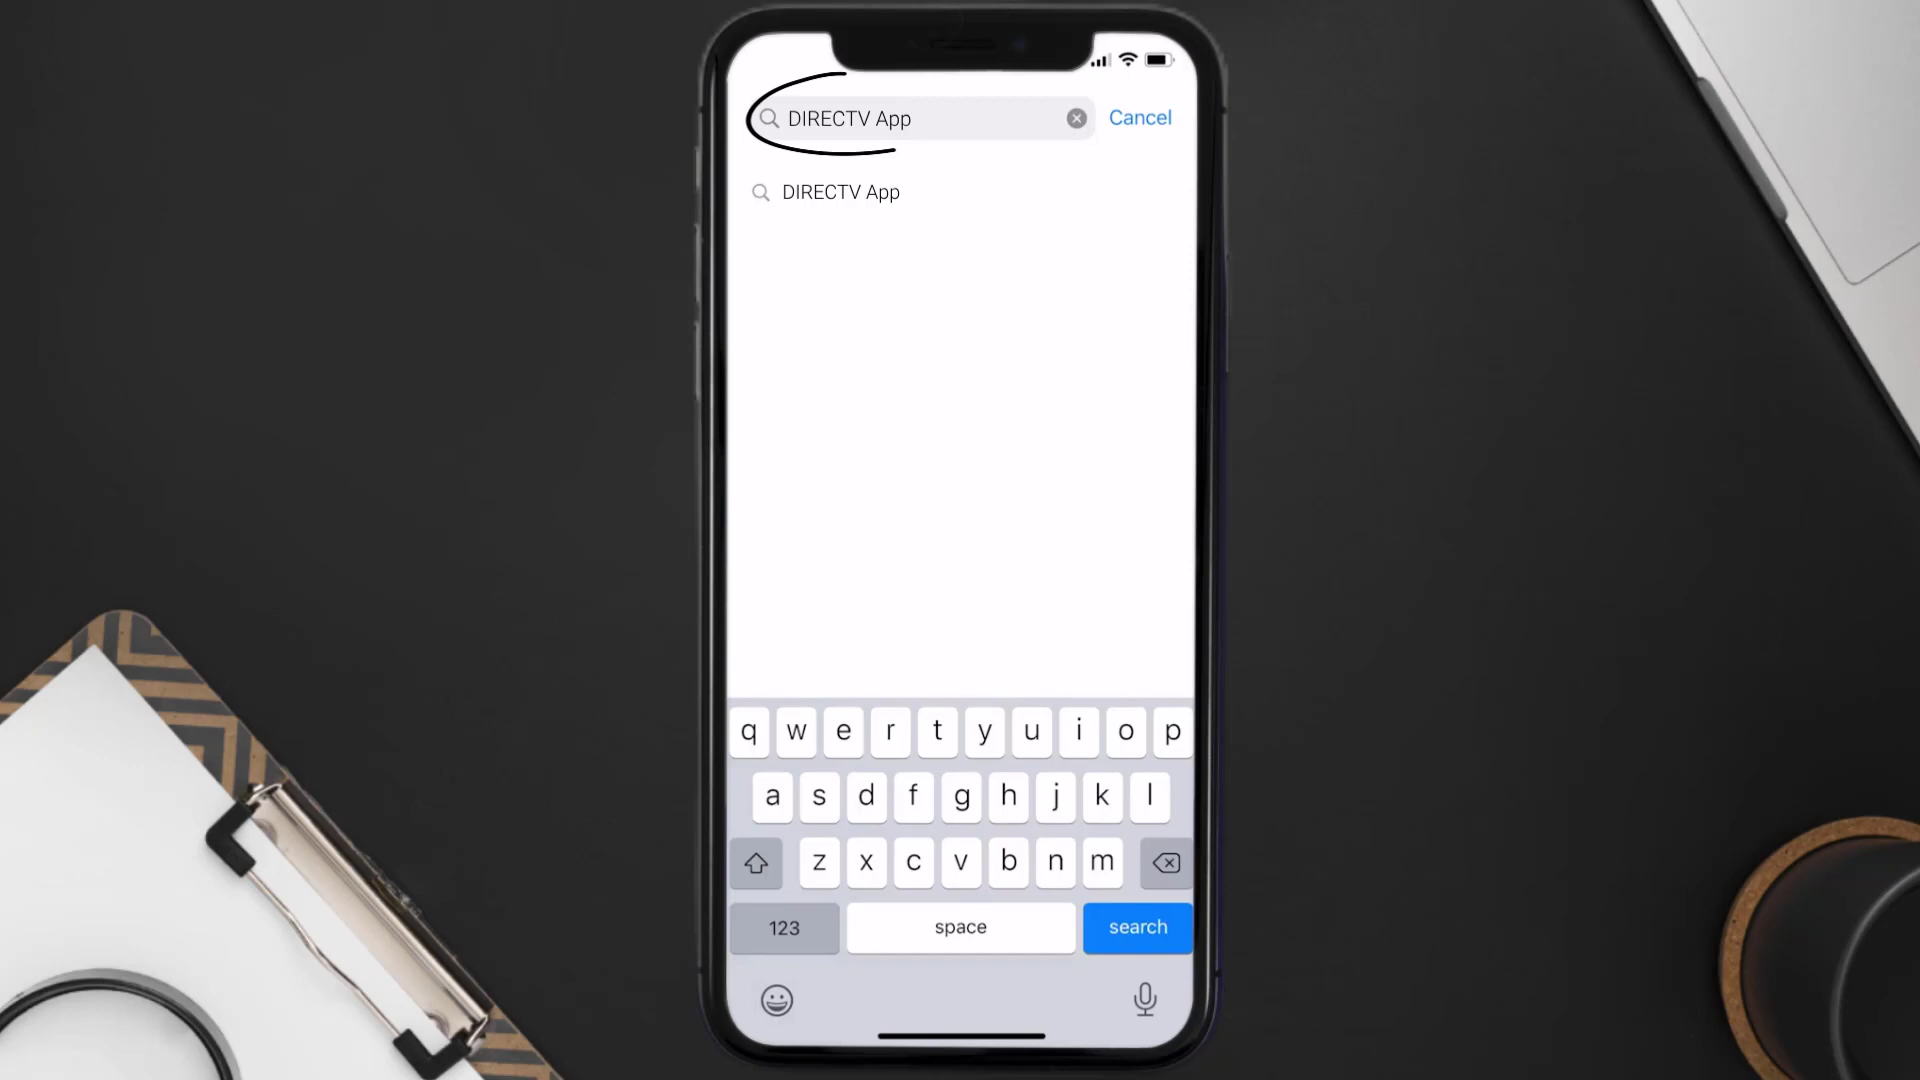 DIRECTV App
Cancel
DIRECTV App
q w e r t y u i o p
a s d f g h j k l
z x c v b n m
123 space search